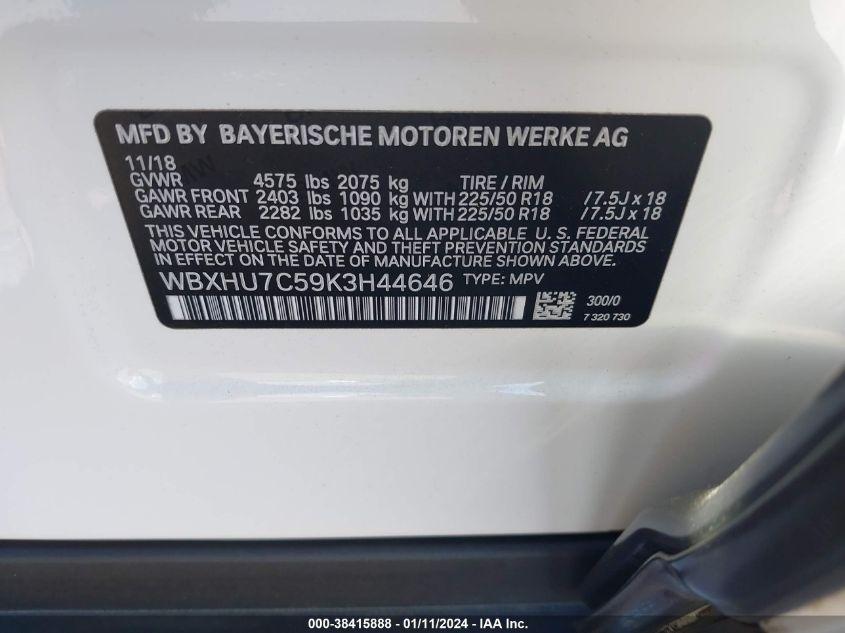 MFD BY BAYERISCHE MOTOREN WERKE AG
11/18
GVWR 4575 lbs 2075 kg TIRE / RIM
GAWR FRONT 2403 lbs 1090 kg WITH 225/50 R18 / 7.5J x 18
GAWR REAR 2282 lbs 1035 kg WITH 225/50 R18 / 7.5J x 18
THIS VEHICLE CONFORMS TO ALL APPLICABLE U. S. FEDERAL
MOTOR VEHICLE SAFETY AND THEFT PREVENTION STANDARDS
IN EFFECT ON THE DATE OF MANUFACTURE SHOWN ABOVE.
WBXHU7C59K3H44646 TYPE: MPV
300/0
7 320 730
000-38415888 - 01/11/2024 - IAA Inc.